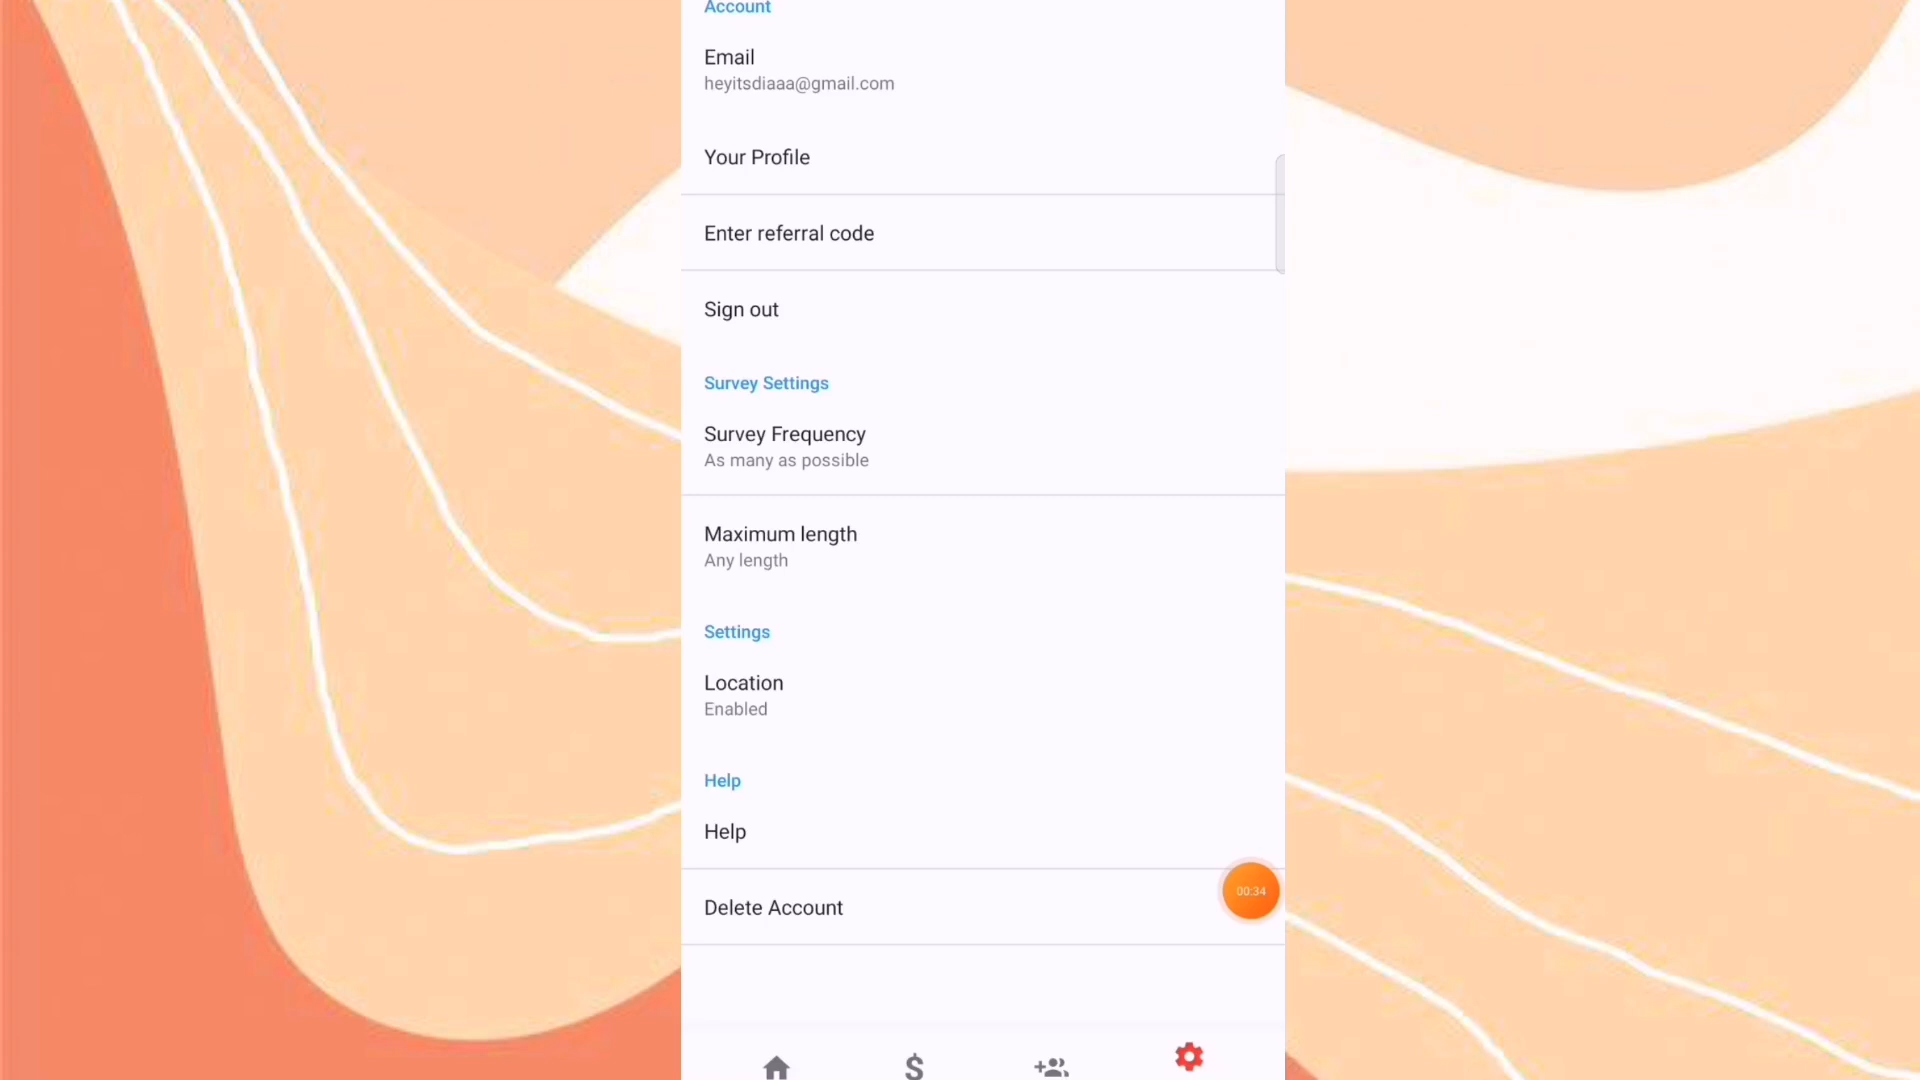 Account
Email
heyitsdiaaa@gmail.com
Your Profile
Enter referral code
Sign out
Survey Settings
Survey Frequency
As many as possible
Maximum length
Any length
Settings
Location
Enabled
Help
Help
00:34
Delete Account